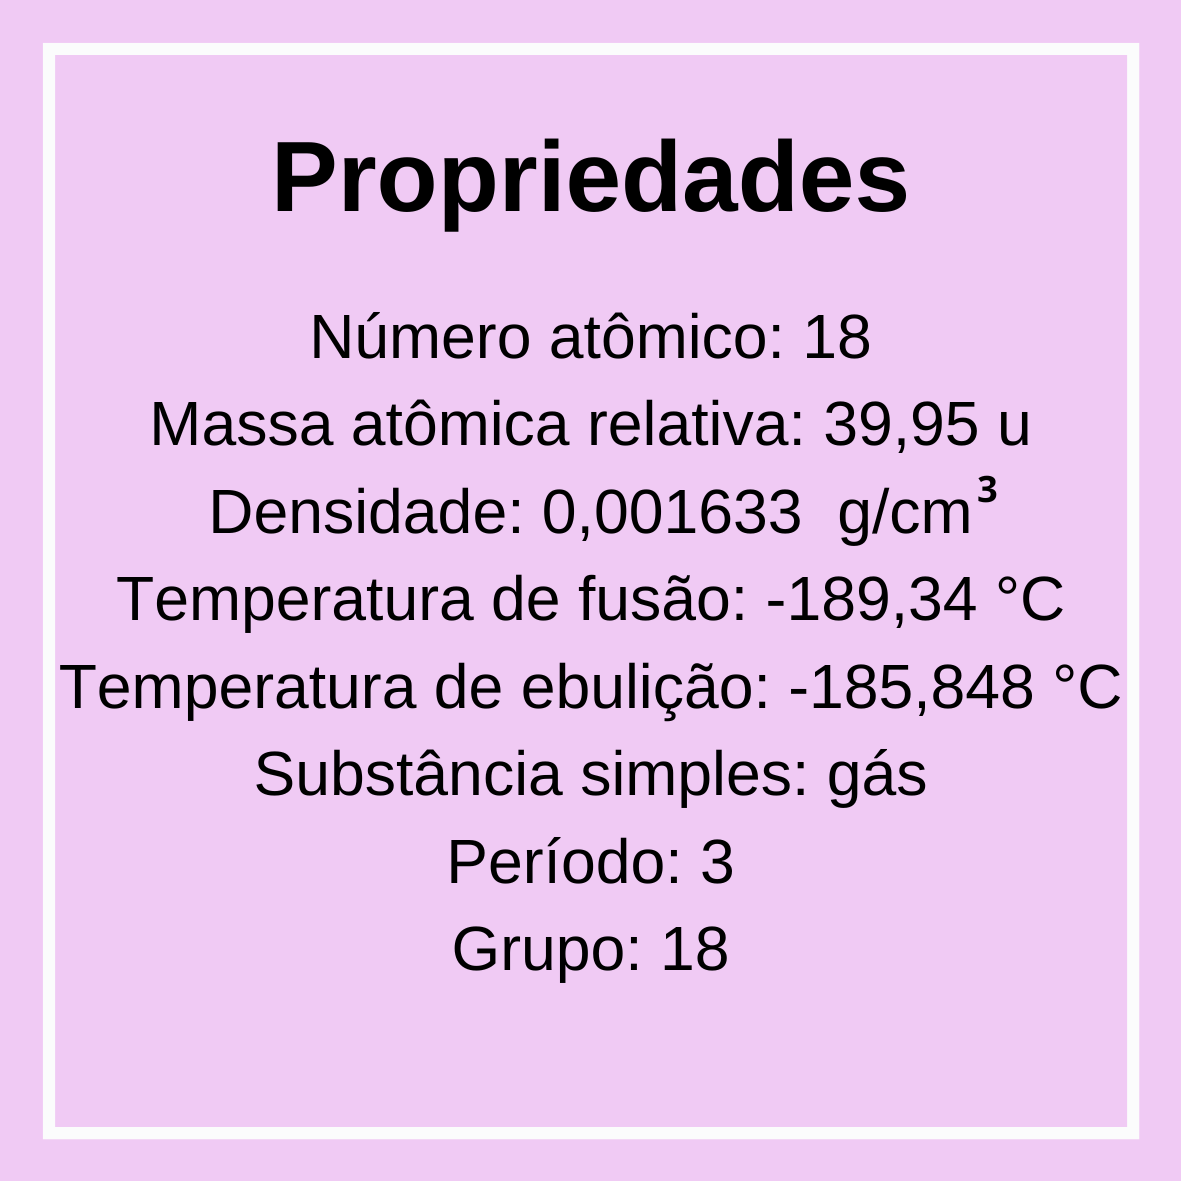 Propriedades
Número atômico: 18
Massa atômica relativa: 39,95 u
Densidade: 0,001633  g/cm³
Temperatura de fusão: -189,34 °C
Temperatura de ebulição: -185,848 °C
Substância simples: gás
Período: 3
Grupo: 18